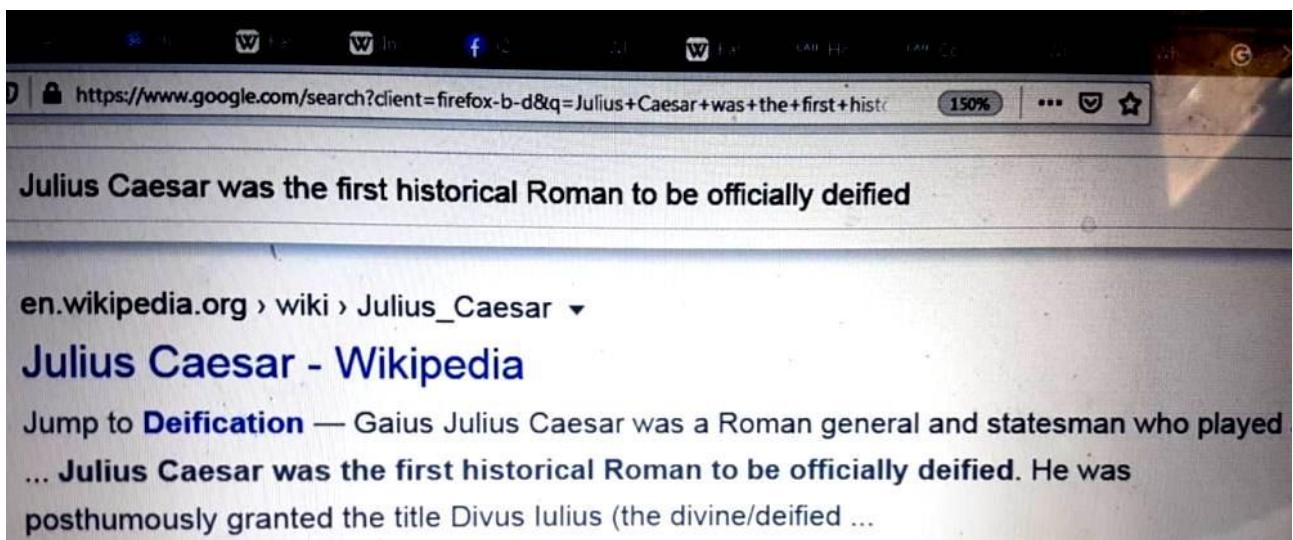 https://www.google.com/search?client=firefox-b-d&q=Julius+Caesar+was+the+first+hist 150%
Julius Caesar was the first historical Roman to be officially deified
en.wikipedia.org › wiki › Julius_Caesar
Julius Caesar - Wikipedia
Jump to Deification — Gaius Julius Caesar was a Roman general and statesman who played
... Julius Caesar was the first historical Roman to be officially deified. He was
posthumously granted the title Divus Iulius (the divine/deified ...